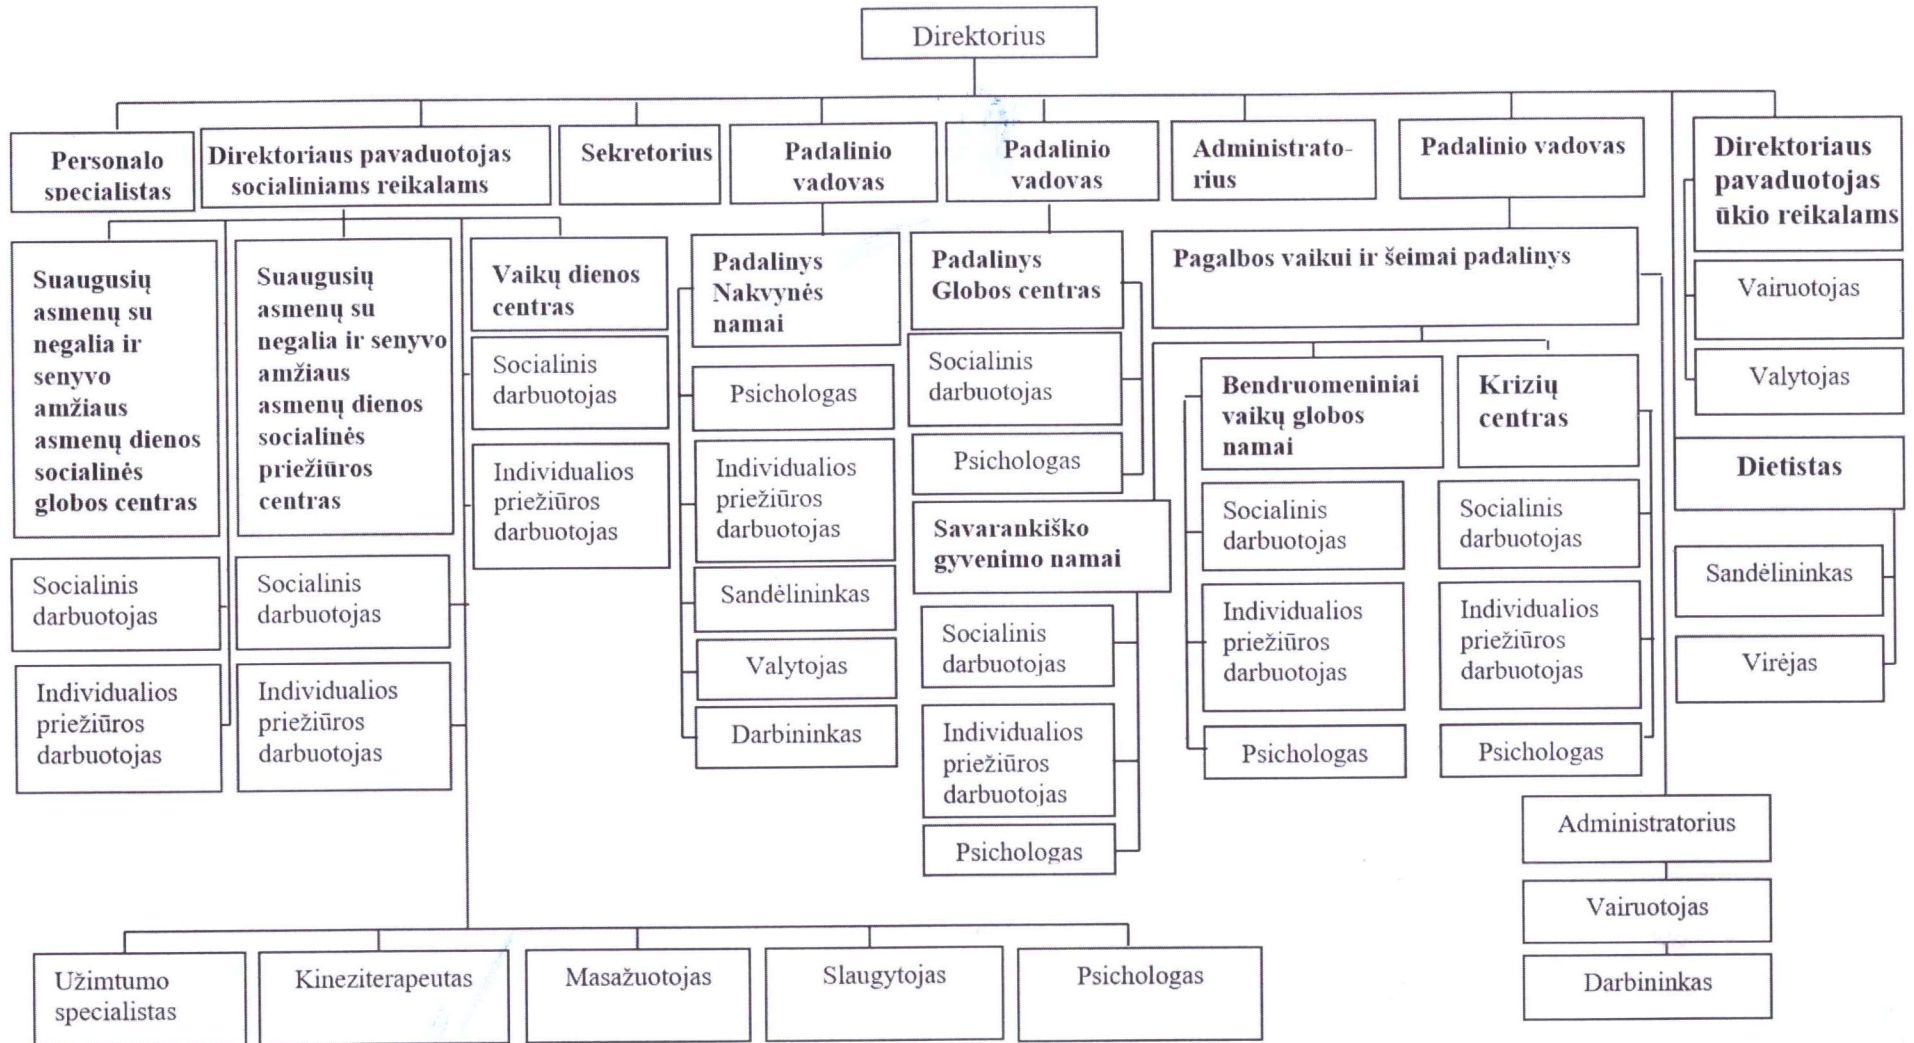 Direktorius
Personalo
specialistas
Direktoriaus pavaduotojas
socialiniams reikalams
Sekretorius
Padalinio
vadovas
Padalinio
vadovas
Administrato-
rius
Padalinio vadovas
Direktoriaus
pavaduotojas
ūkio reikalams
Suaugusių
asmenų su
negalia ir
senyvo
amžiaus
asmenų dienos
socialinės
globos centras
Socialinis
darbuotojas
Individualios
priežiūros
darbuotojas
Suaugusių
asmenų su
negalia ir senyvo
amžiaus
asmenų dienos
socialinės
priežiūros
centras
Socialinis
darbuotojas
Individualios
priežiūros
darbuotojas
Vaikų dienos
centras
Socialinis
darbuotojas
Individualios
priežiūros
darbuotojas
Padalinys
Nakvynės
namai
Psichologas
Individualios
priežiūros
darbuotojas
Sandėlininkas
Valytojas
Darbininkas
Padalinys
Globos centras
Socialinis
darbuotojas
Psichologas
Savarankiško
gyvenimo namai
Socialinis
darbuotojas
Individualios
priežiūros
darbuotojas
Psichologas
Pagalbos vaikui ir šeimai padalinys
Bendruomeniniai
vaikų globos
namai
Socialinis
darbuotojas
Individualios
priežiūros
darbuotojas
Psichologas
Krizių
centras
Socialinis
darbuotojas
Individualios
priežiūros
darbuotojas
Psichologas
Vairuotojas
Valytojas
Dietistas
Sandėlininkas
Virėjas
Administratorius
Vairuotojas
Darbininkas
Užimtumo
specialistas
Kineziterapeutas
Masažuotojas
Slaugytojas
Psichologas